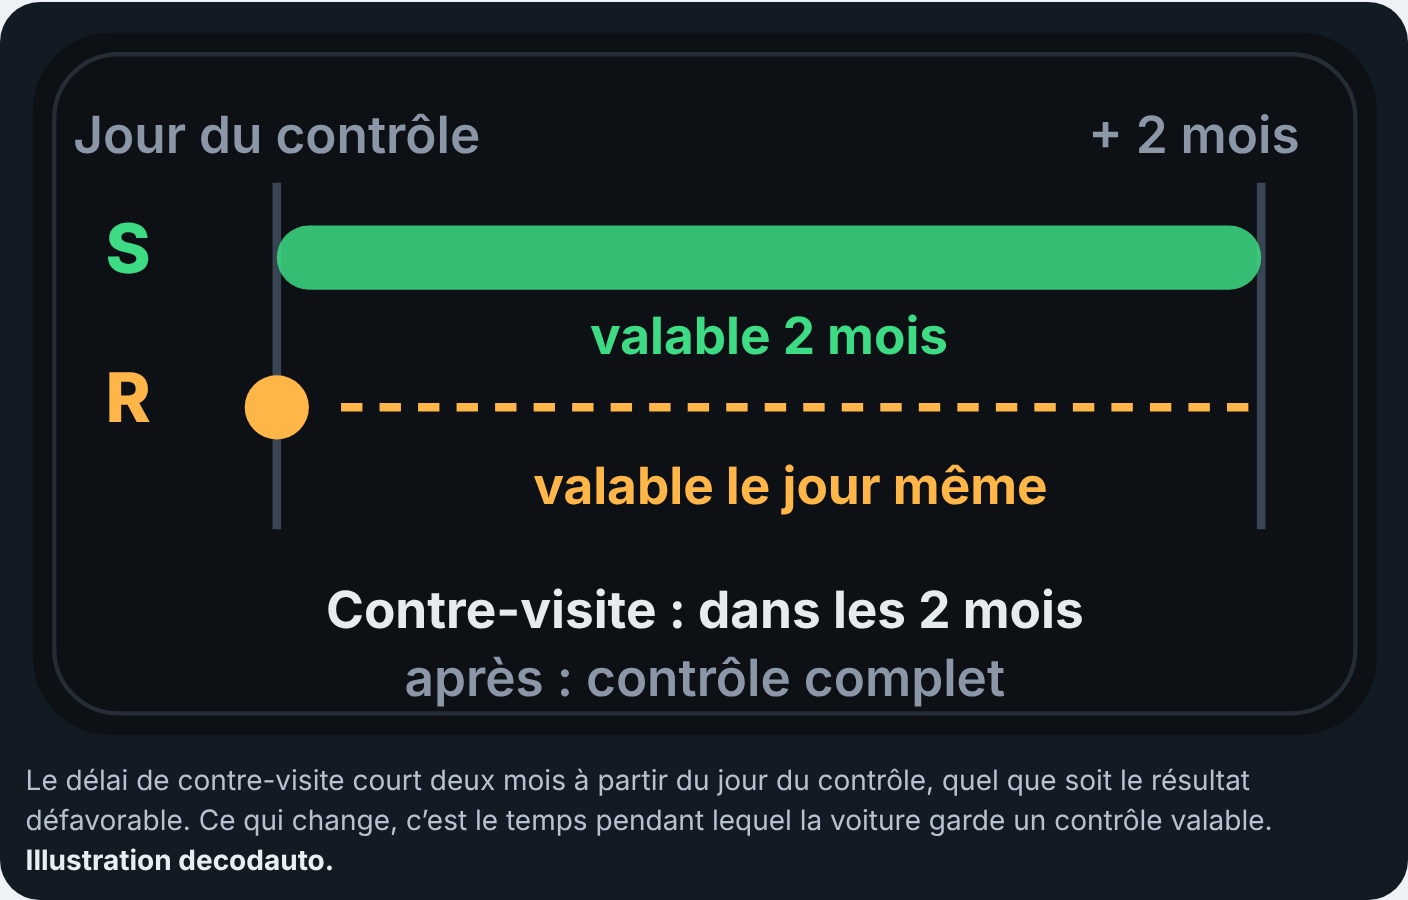 Jour du contrôle
+ 2 mois
S
valable 2 mois
R
valable le jour même
Contre-visite : dans les 2 mois
après : contrôle complet
Le délai de contre-visite court deux mois à partir du jour du contrôle, quel que soit le résultat
défavorable. Ce qui change, c’est le temps pendant lequel la voiture garde un contrôle valable.
Illustration decodauto.